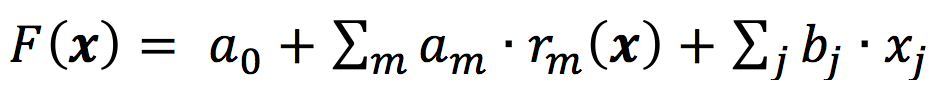 F(x) = a₀ + ∑ₘ aₘ · rₘ(x) + ∑ⱼ bⱼ · xⱼ